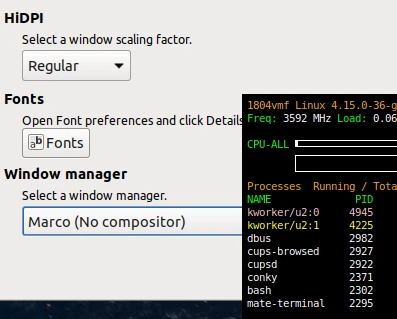 HiDPI
Select a window scaling factor.
Regular
Fonts
Open Font preferences and click Details
Fonts
Window manager
Select a window manager.
Marco (No compositor)
1804vmf Linux 4.15.0-36-g
Freq: 3592 MHz Load: 0.06
CPU-ALL
Processes Running / Tota
NAME PID
kworker/u2:0 4945
kworker/u2:1 4225
dbus 2982
cups-browsed 2927
cupsd 2922
conky 2371
bash 2302
mate-terminal 2295